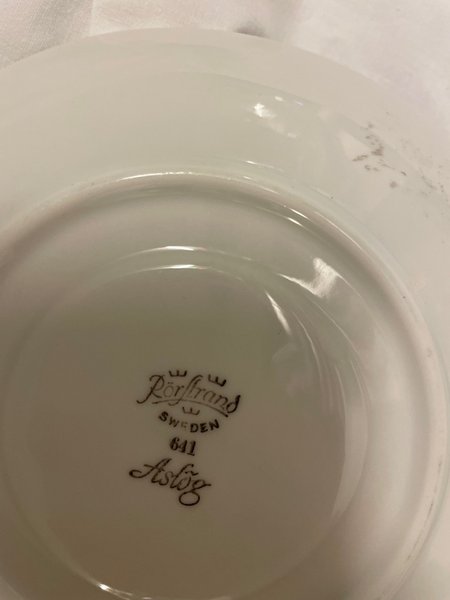 Rörstrand
SWEDEN
641
Aslög